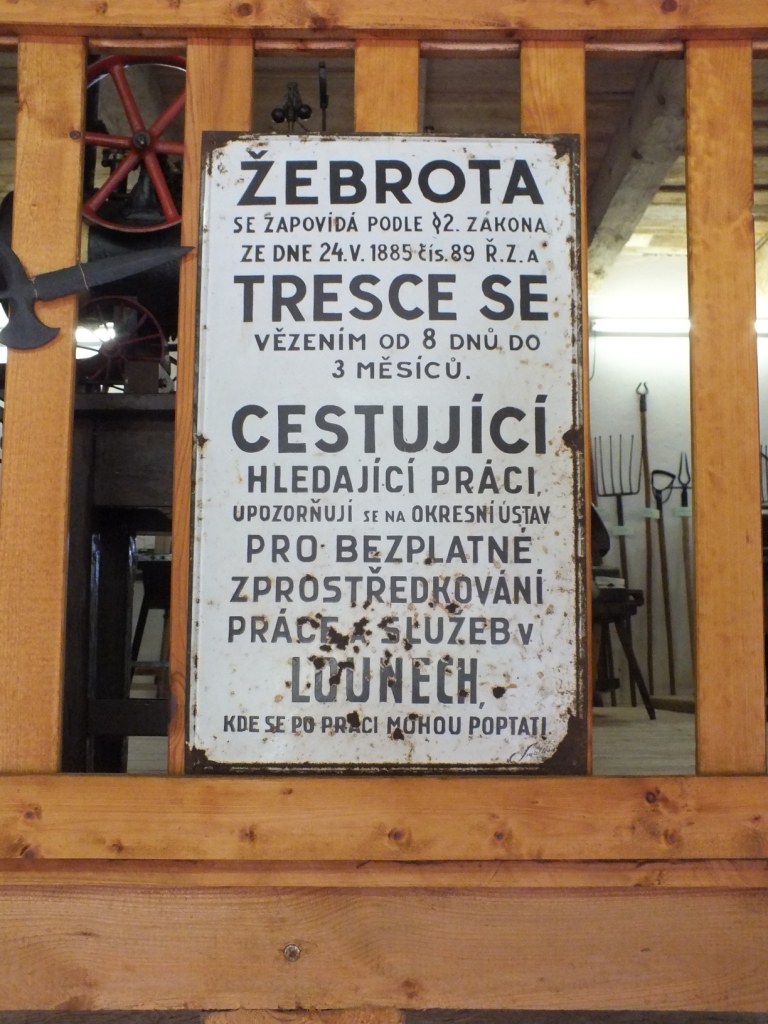 ŽEBROTA
SE ZAPOVÍDÁ PODLE §2. ZÁKONA
ZE DNE 24.V. 1885 čís. 89 Ř.Z. A
TRESCE SE
VĚZENÍM OD 8 DNŮ DO
3 MĚSÍCŮ.
CESTUJÍCÍ
HLEDAJÍCÍ PRÁCI,
UPOZORŇUJÍ SE NA OKRESNÍ ÚSTAV
PRO BEZPLATNÉ
ZPROSTŘEDKOVÁNÍ
PRÁCE A SLUŽEB V
LOUNECH,
KDE SE PO PRÁCI MOHOU POPTATI